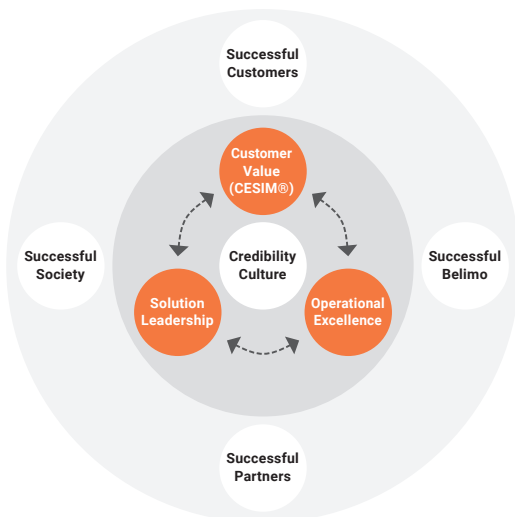 Successful
Customers
Customer
Value
(CESIM®)
Successful
Society
Credibility
Culture
Successful
Belimo
Solution
Leadership
Operational
Excellence
Successful
Partners